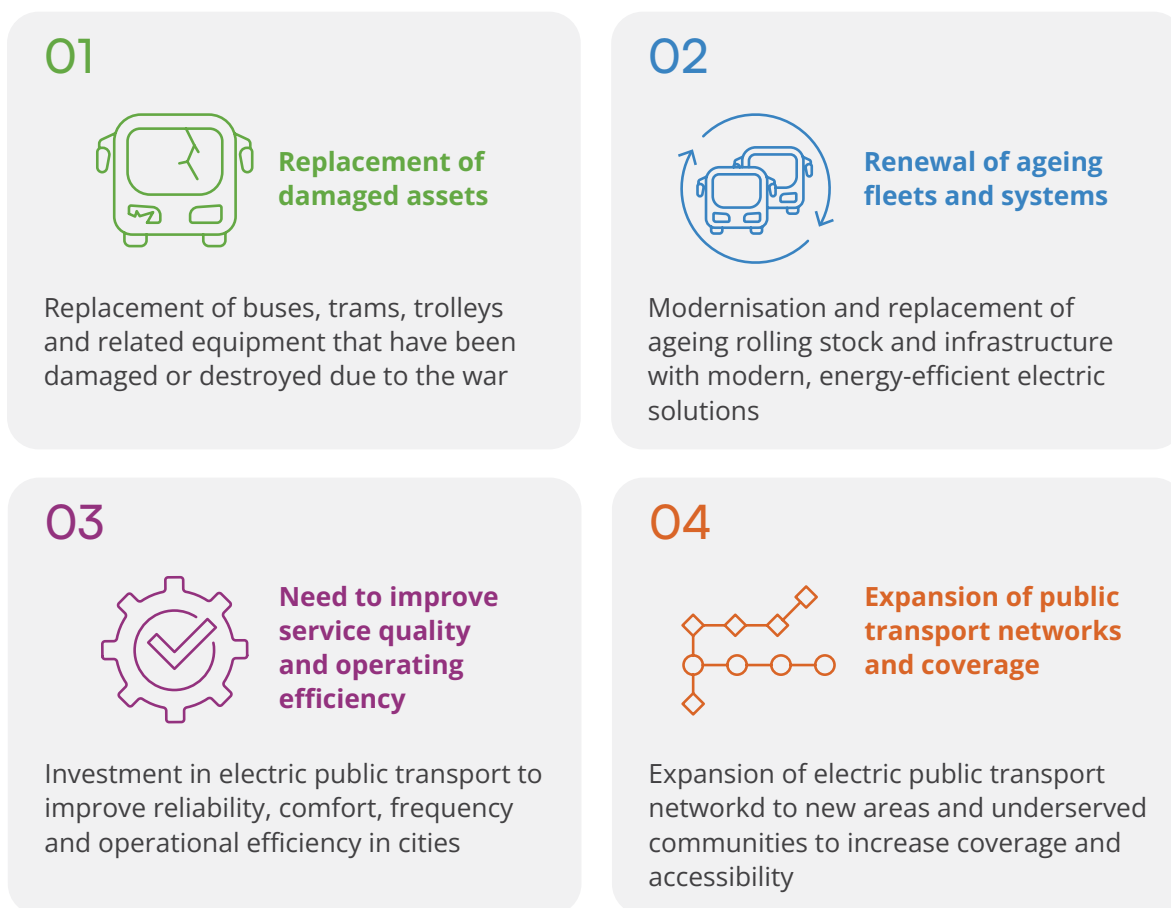 01
Replacement of
damaged assets
Replacement of buses, trams, trolleys
and related equipment that have been
damaged or destroyed due to the war
02
Renewal of ageing
fleets and systems
Modernisation and replacement of
ageing rolling stock and infrastructure
with modern, energy-efficient electric
solutions
03
Need to improve
service quality
and operating
efficiency
Investment in electric public transport to
improve reliability, comfort, frequency
and operational efficiency in cities
04
Expansion of public
transport networks
and coverage
Expansion of electric public transport
networkd to new areas and underserved
communities to increase coverage and
accessibility